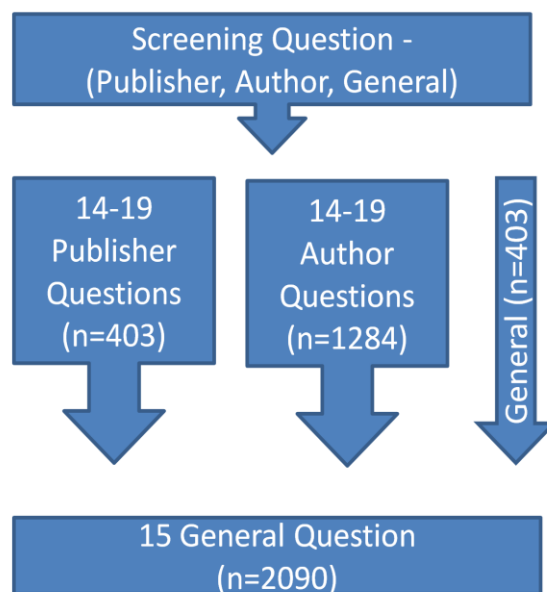 Screening Question -
(Publisher, Author, General)
14-19
Publisher
Questions
(n=403)
14-19
Author
Questions
(n=1284)
General (n=403)
15 General Question
(n=2090)